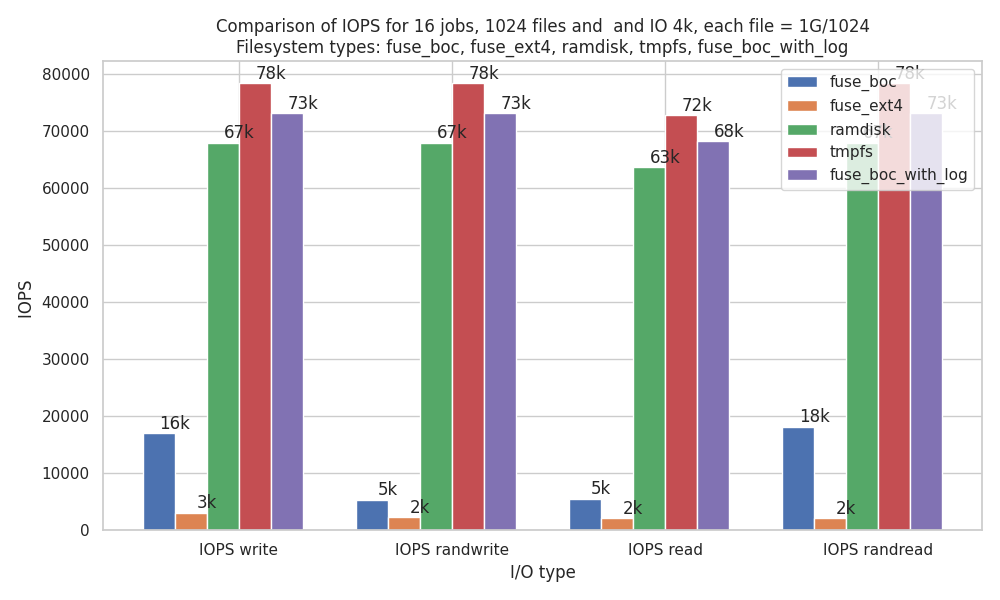 Comparison of IOPS for 16 jobs, 1024 files and  and IO 4k, each file = 1G/1024
Filesystem types: fuse_boc, fuse_ext4, ramdisk, tmpfs, fuse_boc_with_log
IOPS
80000
70000
60000
50000
40000
30000
20000
10000
0
16k
3k
67k
78k
73k
5k
2k
67k
78k
73k
5k
2k
63k
72k
68k
18k
2k
78k
73k
fuse_boc
fuse_ext4
ramdisk
tmpfs
fuse_boc_with_log
IOPS write
IOPS randwrite
IOPS read
IOPS randread
I/O type